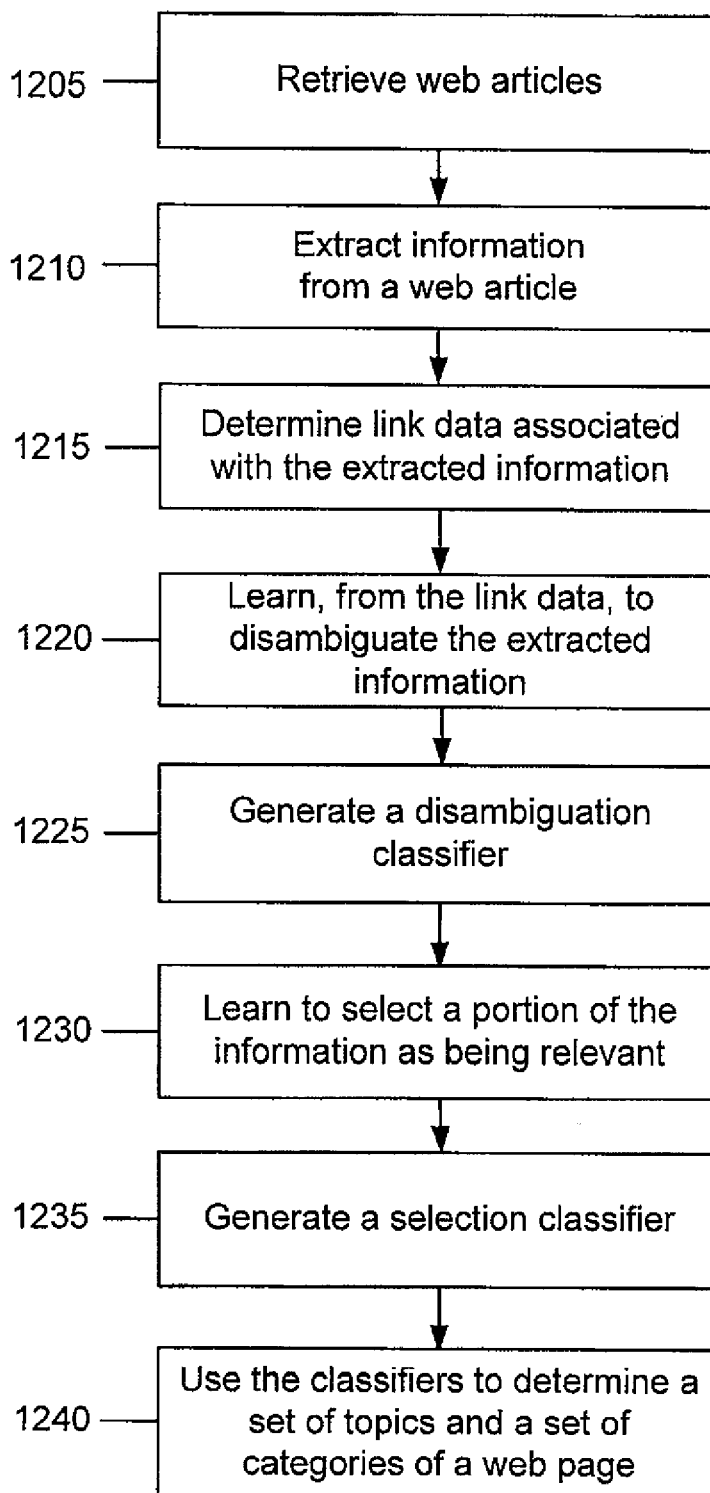 1205
Retrieve web articles
1210
Extract information
from a web article
1215
Determine link data associated
with the extracted information
1220
Learn, from the link data, to
disambiguate the extracted
information
1225
Generate a disambiguation
classifier
1230
Learn to select a portion of the
information as being relevant
1235
Generate a selection classifier
1240
Use the classifiers to determine a
set of topics and a set of
categories of a web page